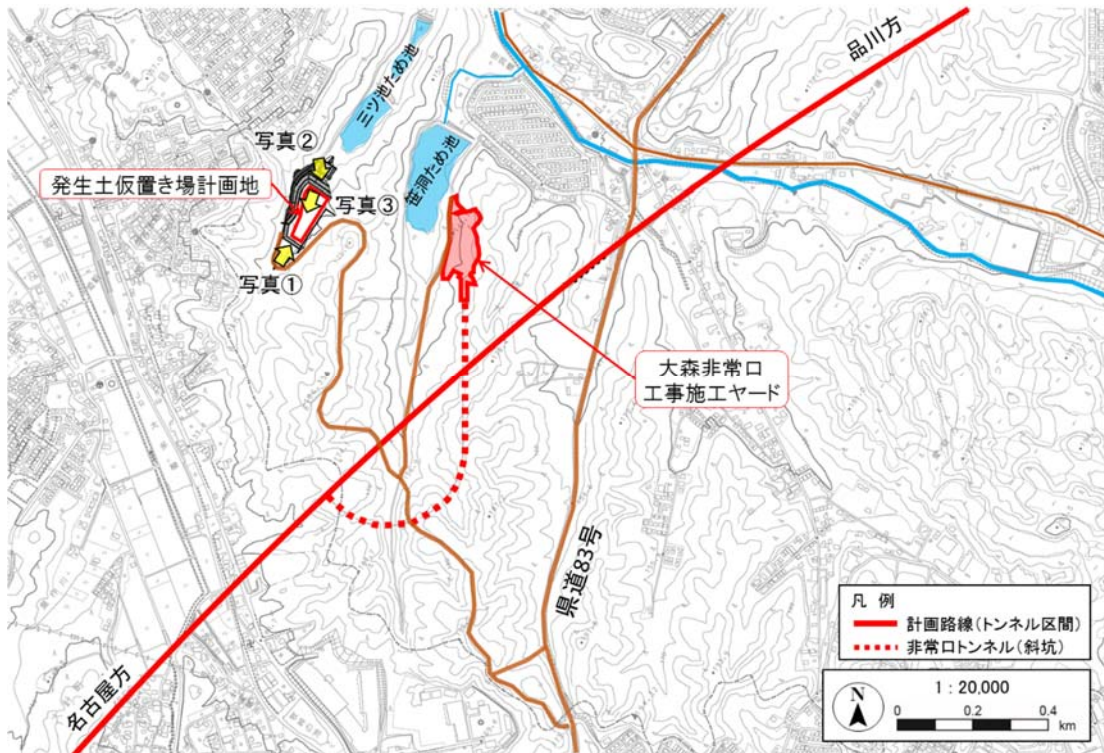 品川方
三ツ池ため池
写真②
発生土仮置き場計画地
笹洞ため池
写真③
写真①
大森非常口
工事施工ヤード
県道83号
名古屋方
凡 例
計画路線(トンネル区間)
非常口トンネル(斜坑)
N
1:20,000
0 0.2 0.4
km